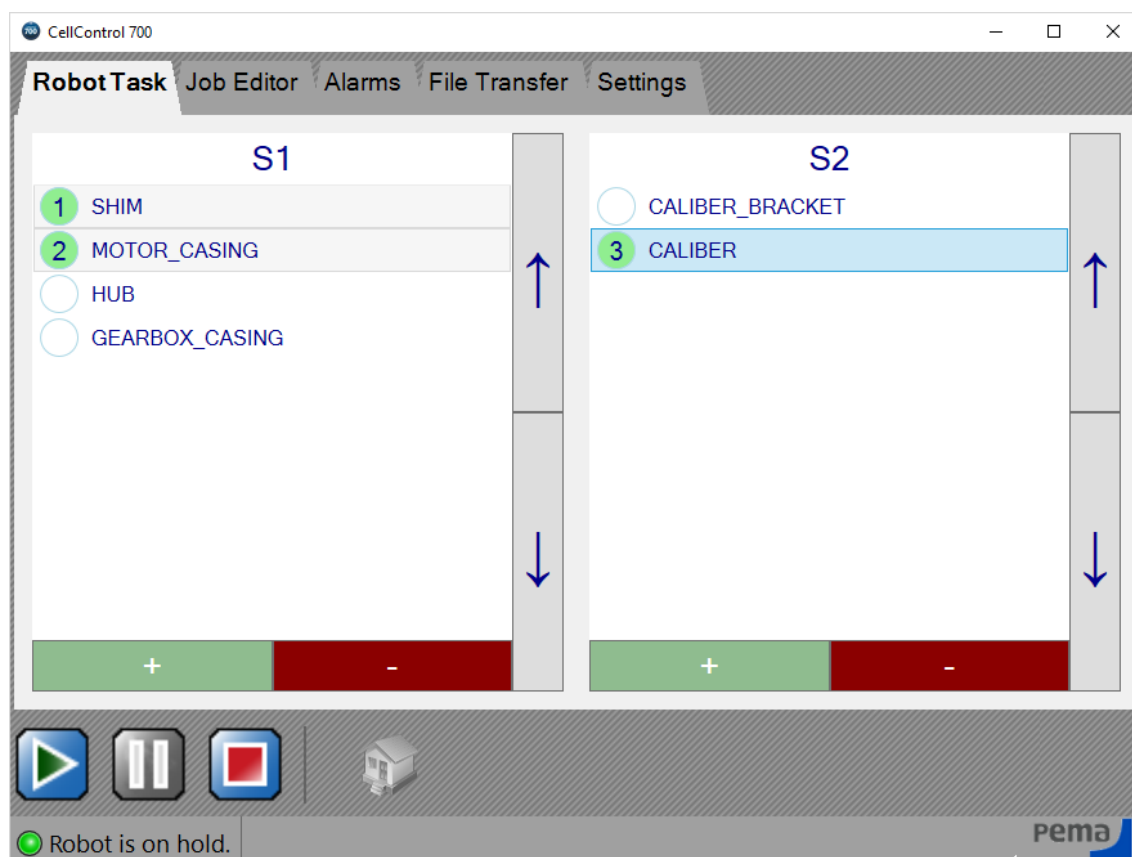 700 CellControl 700
Robot Task Job Editor Alarms File Transfer Settings
S1
1 SHIM
2 MOTOR_CASING
HUB
GEARBOX_CASING
+ -
S2
CALIBER_BRACKET
3 CALIBER
+ -
Robot is on hold.
pema